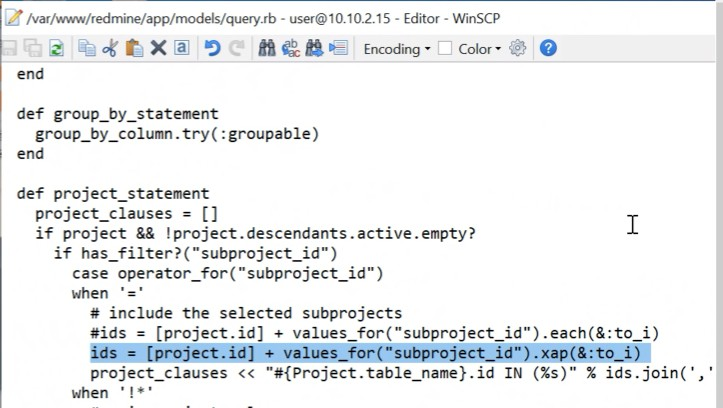 /var/www/redmine/app/models/query.rb - user@10.10.2.15 - Editor - WinSCP
Encoding Color
end
def group_by_statement
group_by_column.try(:groupable)
end
def project_statement
project_clauses = []
if project && !project.descendants.active.empty?
if has_filter?("subproject_id")
case operator_for("subproject_id")
when '='
# include the selected subprojects
#ids = [project.id] + values_for("subproject_id").each(&:to_i)
ids = [project.id] + values_for("subproject_id").xap(&:to_i)
project_clauses << "#{Project.table_name}.id IN (%s)" % ids.join(','
when '!*'